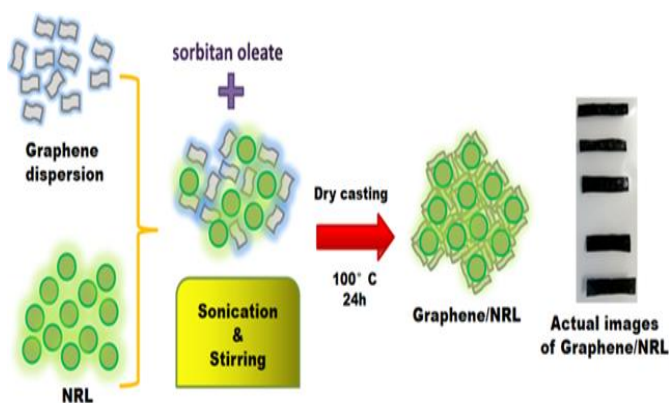 Graphene
dispersion
NRL
sorbitan oleate
+
Sonication
&
Stirring
Dry casting
100° C
24h
Graphene/NRL
Actual images
of Graphene/NRL